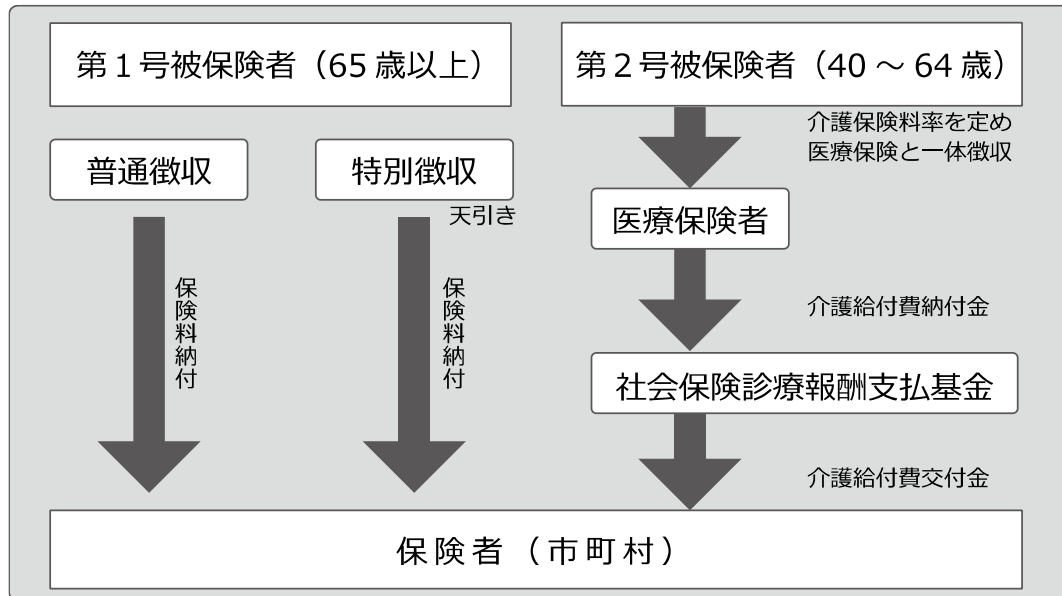 第1号被保険者（65歳以上）
第2号被保険者（40～64歳）
介護保険料率を定め
医療保険と一体徴収
普通徴収
特別徴収
天引き
医療保険者
保険料納付
保険料納付
介護給付費納付金
社会保険診療報酬支払基金
介護給付費交付金
保険者（市町村）